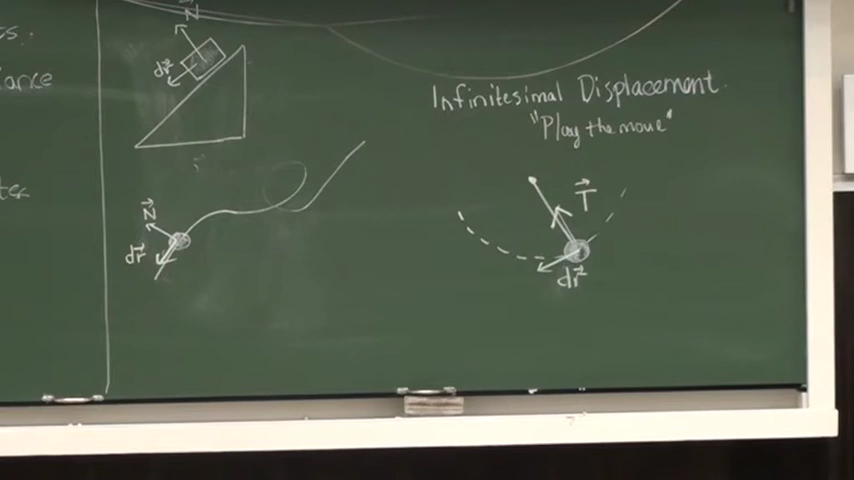 N⃗
dr⃗
Infinitesimal Displacement.
"Play the movie"
T⃗
N⃗
dr⃗
dr⃗